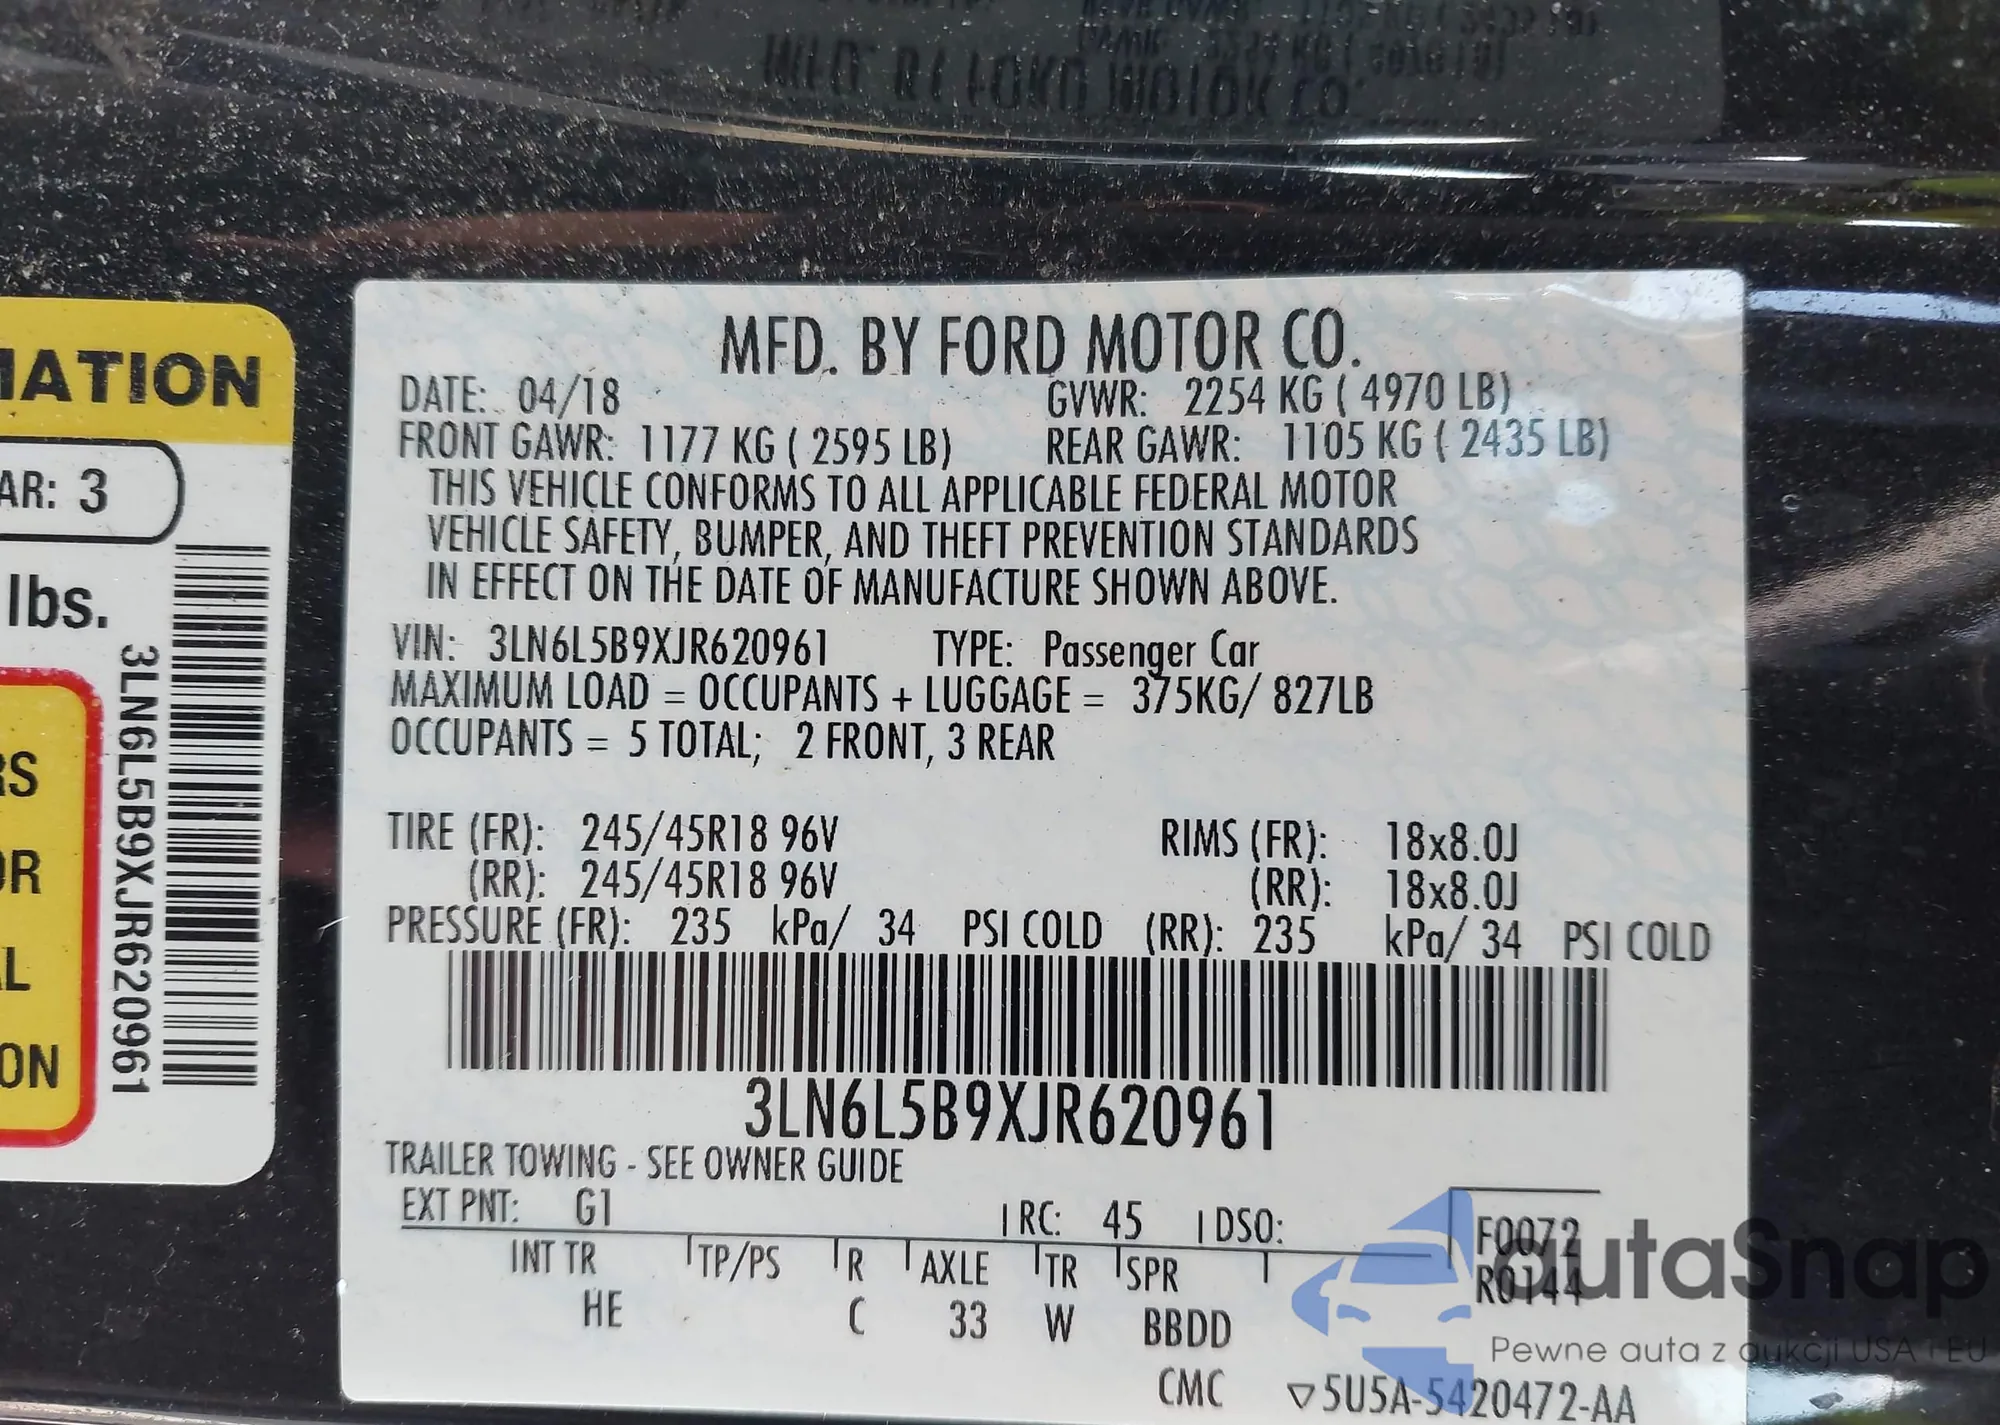 MATION
AR: 3
lbs.
3LN6L5B9XJR620961
RS
OR
AL
ON
MFD. BY FORD MOTOR CO.
DATE: 04/18 GVWR: 2254 KG ( 4970 LB)
FRONT GAWR: 1177 KG ( 2595 LB) REAR GAWR: 1105 KG ( 2435 LB)
THIS VEHICLE CONFORMS TO ALL APPLICABLE FEDERAL MOTOR
VEHICLE SAFETY, BUMPER, AND THEFT PREVENTION STANDARDS
IN EFFECT ON THE DATE OF MANUFACTURE SHOWN ABOVE.
VIN: 3LN6L5B9XJR620961 TYPE: Passenger Car
MAXIMUM LOAD = OCCUPANTS + LUGGAGE = 375KG/ 827LB
OCCUPANTS = 5 TOTAL; 2 FRONT, 3 REAR
TIRE (FR): 245/45R18 96V RIMS (FR): 18x8.0J
(RR): 245/45R18 96V (RR): 18x8.0J
PRESSURE (FR): 235 kPa/ 34 PSI COLD (RR): 235 kPa/ 34 PSI COLD
3LN6L5B9XJR620961
TRAILER TOWING - SEE OWNER GUIDE
EXT PNT: G1 RC: 45 DSO: F0072
INT TR TP/PS R AXLE TR SPR R0144
HE C 33 W BBDD
CMC ▽5U5A-5420472-AA
autaSnap
Pewne auta z aukcji USA i EU